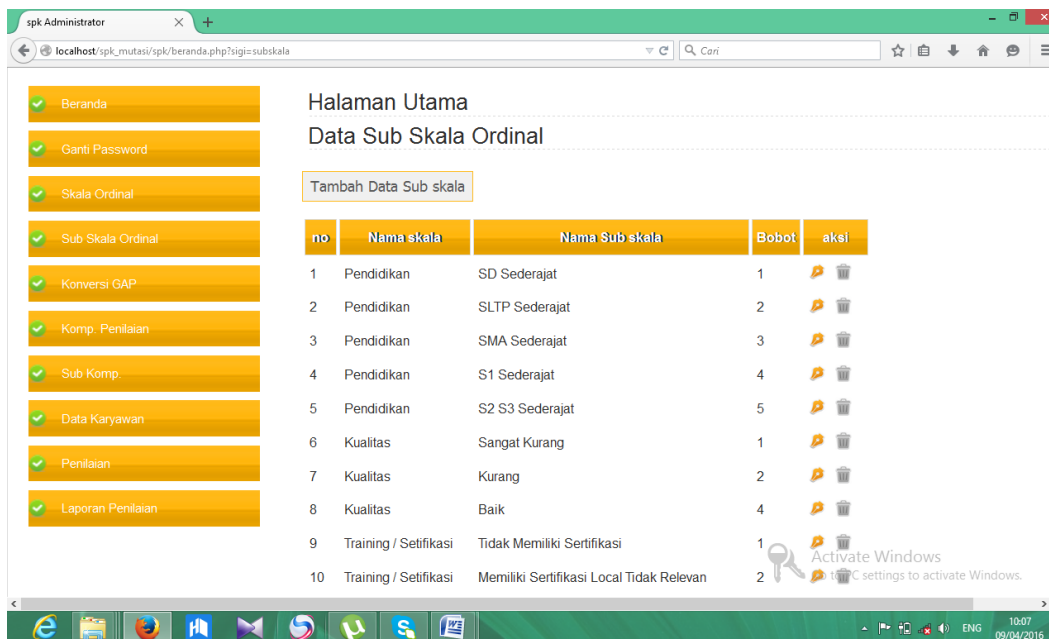 spk Administrator
localhost/spk_mutasi/spk/beranda.php?sigi=subskala
Cari
Beranda
Ganti Password
Skala Ordinal
Sub Skala Ordinal
Konversi GAP
Komp. Penilaian
Sub Komp.
Data Karyawan
Penilaian
Laporan Penilaian
Halaman Utama
Data Sub Skala Ordinal
Tambah Data Sub skala
no Nama skala Nama Sub skala Bobot aksi
1 Pendidikan SD Sederajat 1
2 Pendidikan SLTP Sederajat 2
3 Pendidikan SMA Sederajat 3
4 Pendidikan S1 Sederajat 4
5 Pendidikan S2 S3 Sederajat 5
6 Kualitas Sangat Kurang 1
7 Kualitas Kurang 2
8 Kualitas Baik 4
9 Training / Setifikasi Tidak Memiliki Sertifikasi 1
10 Training / Setifikasi Memiliki Sertifikasi Local Tidak Relevan 2
Activate Windows
to PC settings to activate Windows.
ENG
10:07
09/04/2016